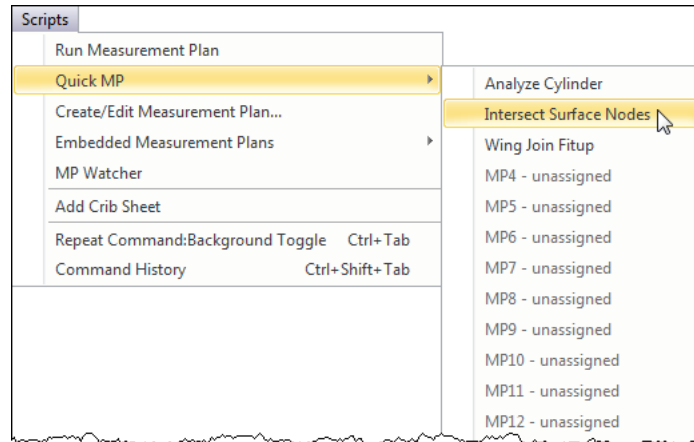 Scripts
Run Measurement Plan
Quick MP
Create/Edit Measurement Plan...
Embedded Measurement Plans
MP Watcher
Add Crib Sheet
Repeat Command:Background Toggle Ctrl+Tab
Command History Ctrl+Shift+Tab
Analyze Cylinder
Intersect Surface Nodes
Wing Join Fitup
MP4 - unassigned
MP5 - unassigned
MP6 - unassigned
MP7 - unassigned
MP8 - unassigned
MP9 - unassigned
MP10 - unassigned
MP11 - unassigned
MP12 - unassigned